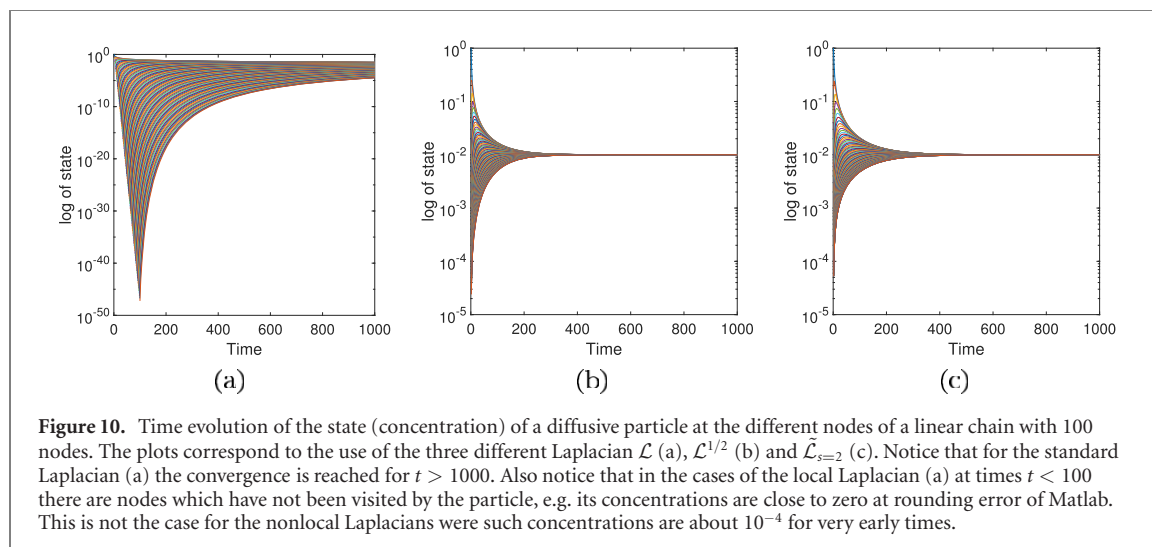 10⁰
10⁻¹⁰
10⁻²⁰
10⁻³⁰
10⁻⁴⁰
10⁻⁵⁰
log of state
0 200 400 600 800 1000
Time
(a)
10⁰
10⁻¹
10⁻²
10⁻³
10⁻⁴
10⁻⁵
log of state
0 200 400 600 800 1000
Time
(b)
10⁰
10⁻¹
10⁻²
10⁻³
10⁻⁴
10⁻⁵
log of state
0 200 400 600 800 1000
Time
(c)
Figure 10. Time evolution of the state (concentration) of a diffusive particle at the different nodes of a linear chain with 100
nodes. The plots correspond to the use of the three different Laplacian ℒ (a), ℒ^{1/2} (b) and ℒ̃_{s=2} (c). Notice that for the standard
Laplacian (a) the convergence is reached for t > 1000. Also notice that in the cases of the local Laplacian (a) at times t < 100
there are nodes which have not been visited by the particle, e.g. its concentrations are close to zero at rounding error of Matlab.
This is not the case for the nonlocal Laplacians were such concentrations are about 10⁻⁴ for very early times.